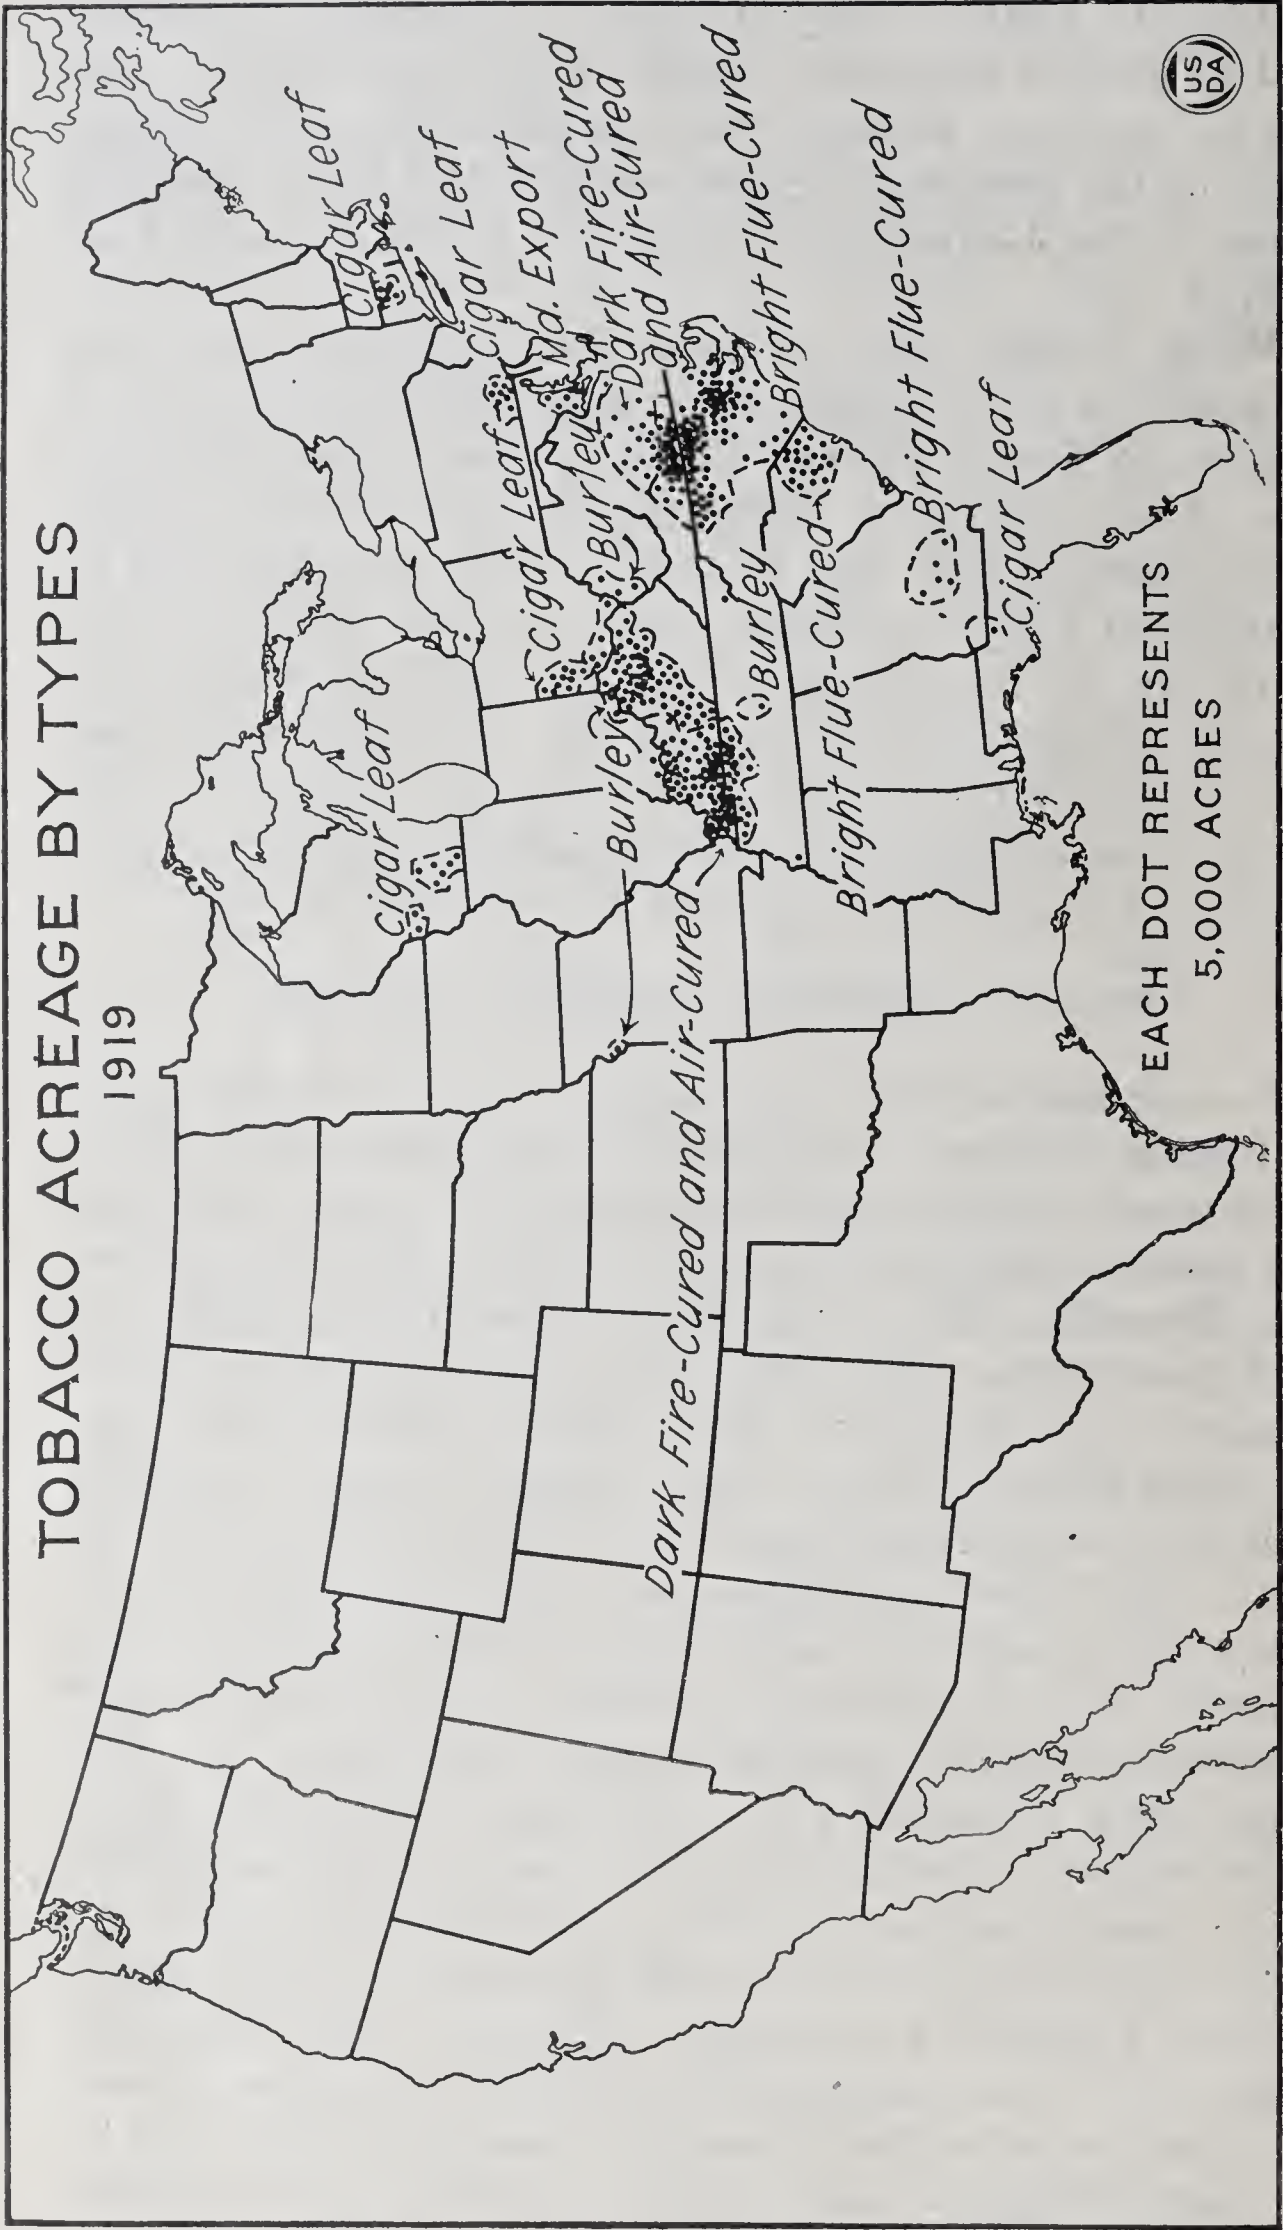 TOBACCO ACREAGE BY TYPES
1919
Cigar Leaf
Cigar Leaf
Cigar Leaf
Md. Export
Cigar Leaf
Cigar Leaf
Burley
Dark Fire-Cured
and Air-Cured
Burley
Bright Flue-Cured
Burley
Dark Fire-Cured and Air-Cured
Bright Flue-Cured
Bright Flue-Cured
Bright Flue-Cured
Cigar Leaf
EACH DOT REPRESENTS
5,000 ACRES
US
DA